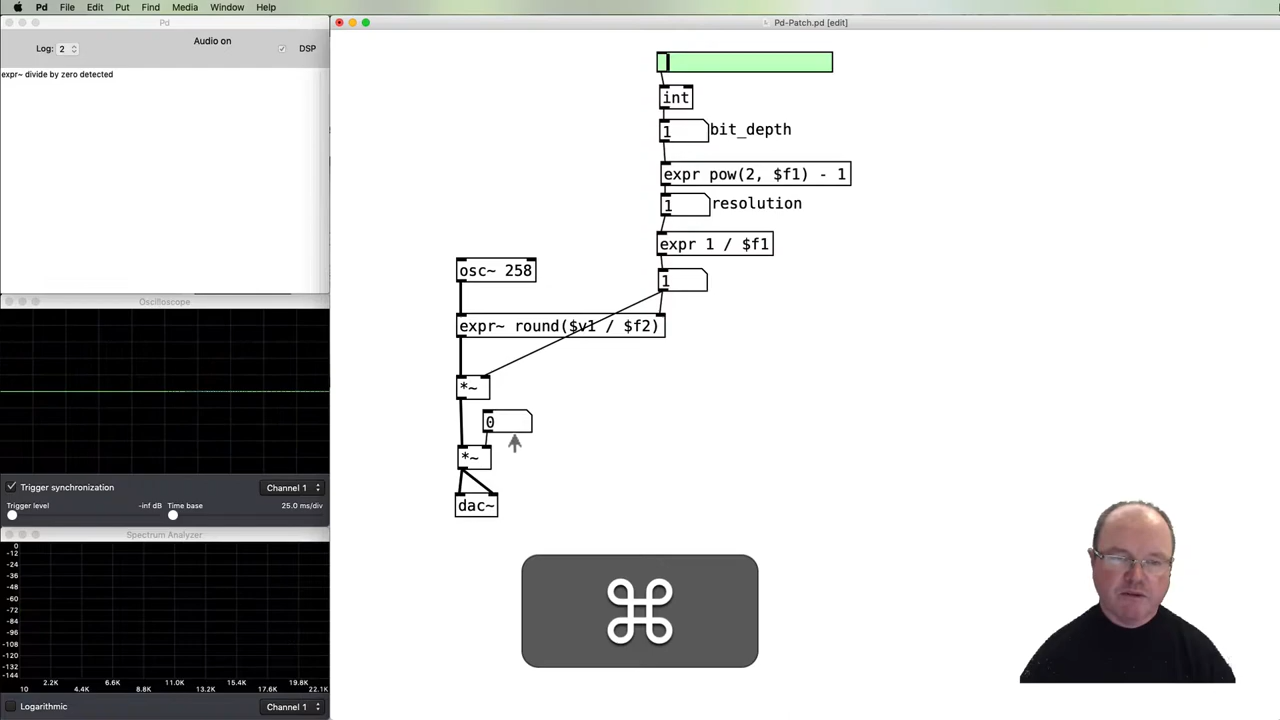 Pd File Edit Put Find Media Window Help
Pd
Log: 2
Audio on
DSP
expr~ divide by zero detected
Pd-Patch.pd [edit]
int
1
bit_depth
expr pow(2, $f1) - 1
1
resolution
expr 1 / $f1
1
osc~ 258
expr~ round($v1 / $f2)
*~
0
*~
dac~
Oscilloscope
Trigger synchronization
Channel 1
Trigger level
-inf dB
Time base
25.0 ms/div
Spectrum Analyzer
0
-12
-24
-36
-48
-60
-72
-84
-96
-108
-120
-132
-144
2.2K 6.6K 11.0K 15.4K 19.8K
10 4.4K 8.8K 13.2K 17.6K 22.1K
Logarithmic
Channel 1